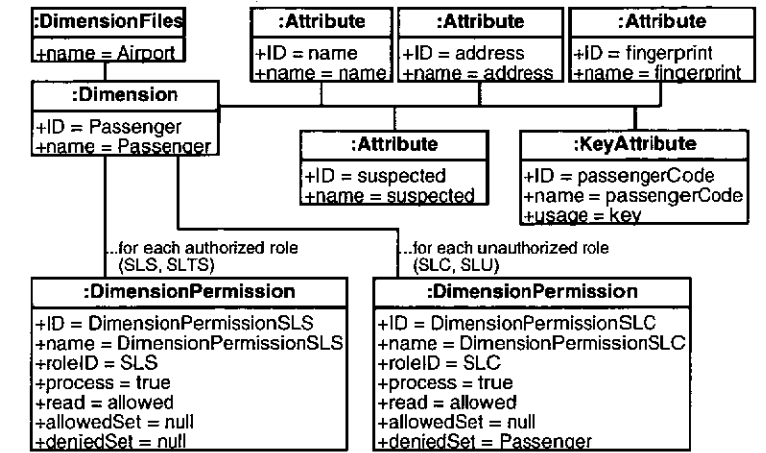 :DimensionFiles
+name = Airport
:Attribute
+ID = name
+name = name
:Attribute
+ID = address
+name = address
:Attribute
+ID = fingerprint
+name = fingerprint
:Dimension
+ID = Passenger
+name = Passenger
:Attribute
+ID = suspected
+name = suspected
:KeyAttribute
+ID = passengerCode
+name = passengerCode
+usage = key
...for each authorized role
(SLS, SLTS)
...for each unauthorized role
(SLC, SLU)
:DimensionPermission
+ID = DimensionPermissionSLS
+name = DimensionPermissionSLS
+roleID = SLS
+process = true
+read = allowed
+allowedSet = null
+deniedSet = null
:DimensionPermission
+ID = DimensionPermissionSLC
+name = DimensionPermissionSLC
+roleID = SLC
+process = true
+read = allowed
+allowedSet = null
+deniedSet = Passenger